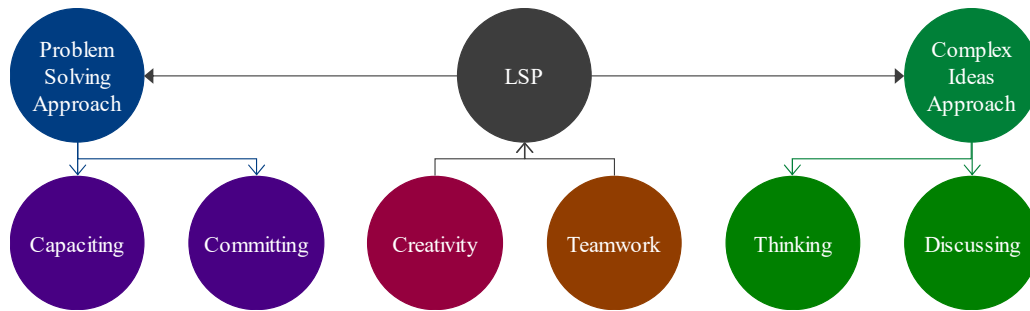 Problem
Solving
Approach
LSP
Complex
Ideas
Approach
Capaciting
Committing
Creativity
Teamwork
Thinking
Discussing